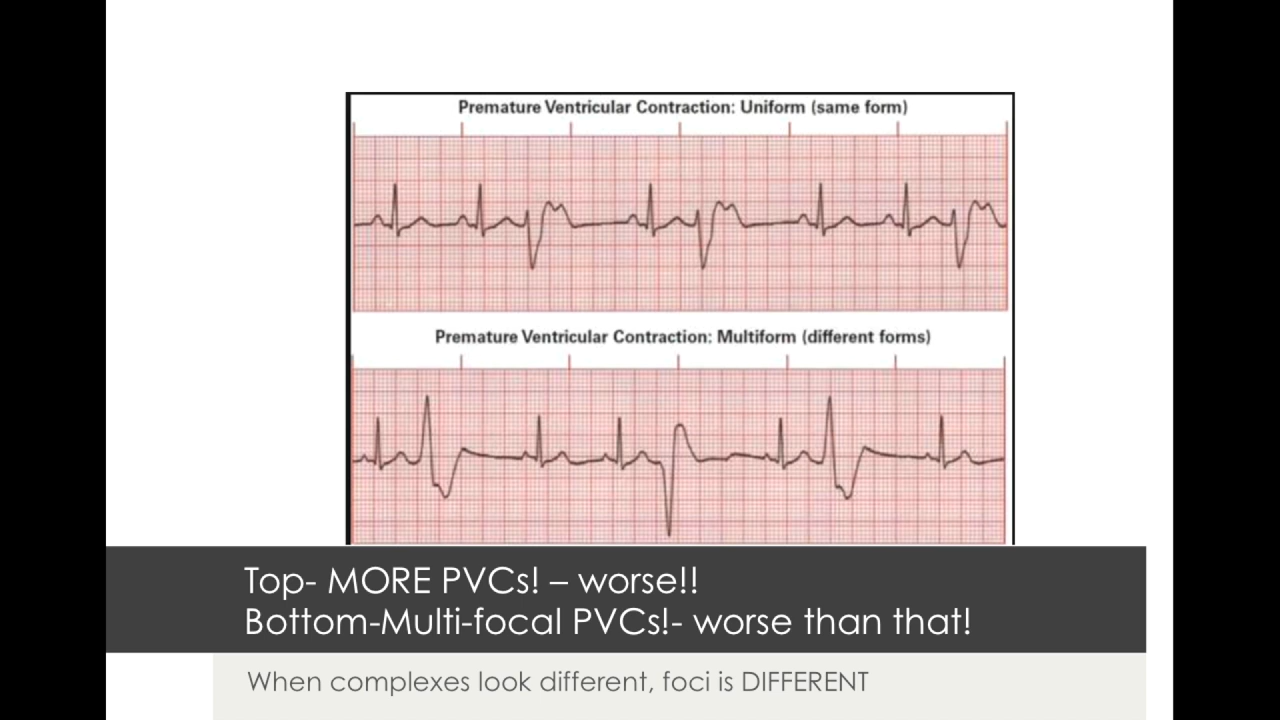 Premature Ventricular Contraction: Uniform (same form)
Premature Ventricular Contraction: Multiform (different forms)
Top- MORE PVCs! – worse!!
Bottom-Multi-focal PVCs!- worse than that!
When complexes look different, foci is DIFFERENT